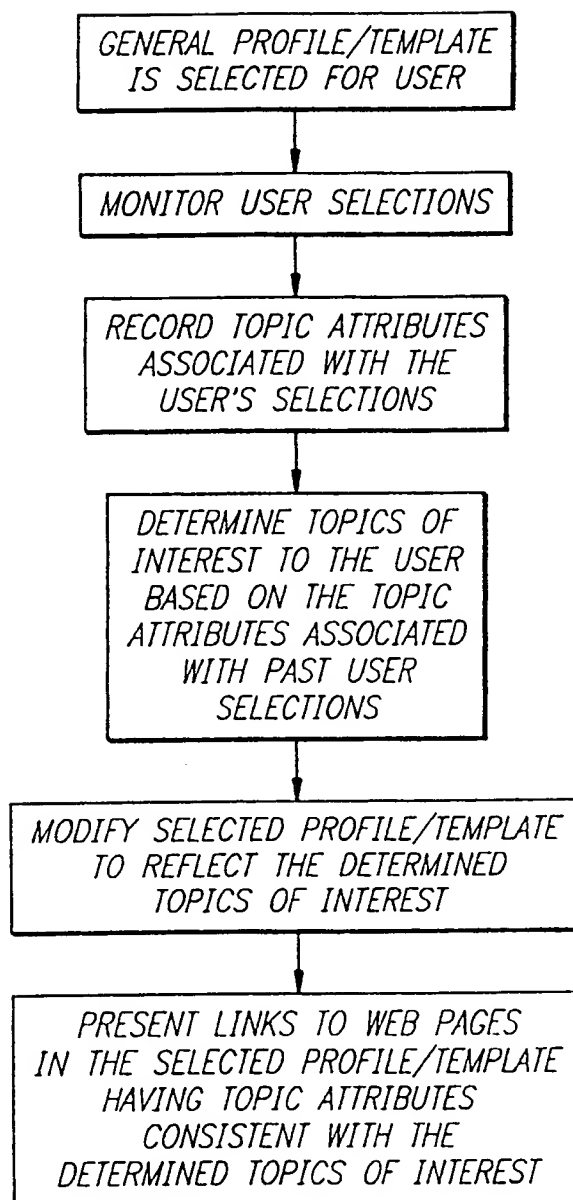 GENERAL PROFILE/TEMPLATE
IS SELECTED FOR USER
MONITOR USER SELECTIONS
RECORD TOPIC ATTRIBUTES
ASSOCIATED WITH THE
USER'S SELECTIONS
DETERMINE TOPICS OF
INTEREST TO THE USER
BASED ON THE TOPIC
ATTRIBUTES ASSOCIATED
WITH PAST USER
SELECTIONS
MODIFY SELECTED PROFILE/TEMPLATE
TO REFLECT THE DETERMINED
TOPICS OF INTEREST
PRESENT LINKS TO WEB PAGES
IN THE SELECTED PROFILE/TEMPLATE
HAVING TOPIC ATTRIBUTES
CONSISTENT WITH THE
DETERMINED TOPICS OF INTEREST